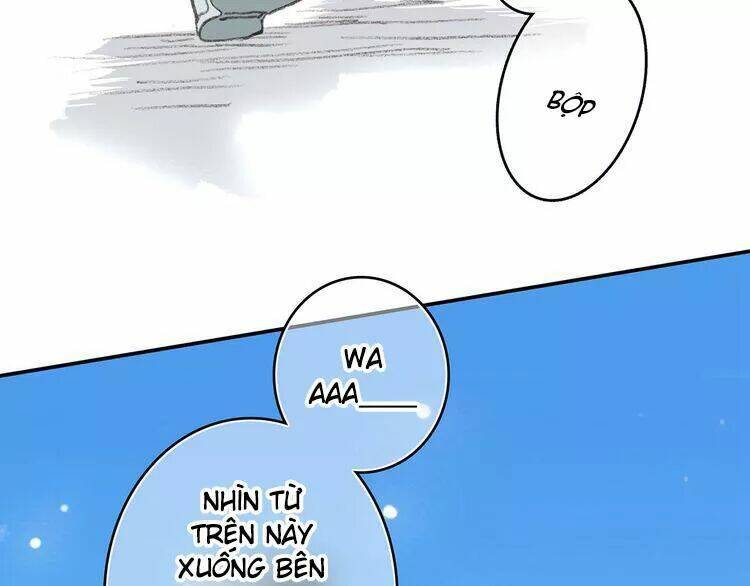 BỘP
WA
AAA____
NHÌN TỪ
TRÊN NÀY
XUỐNG BÊN